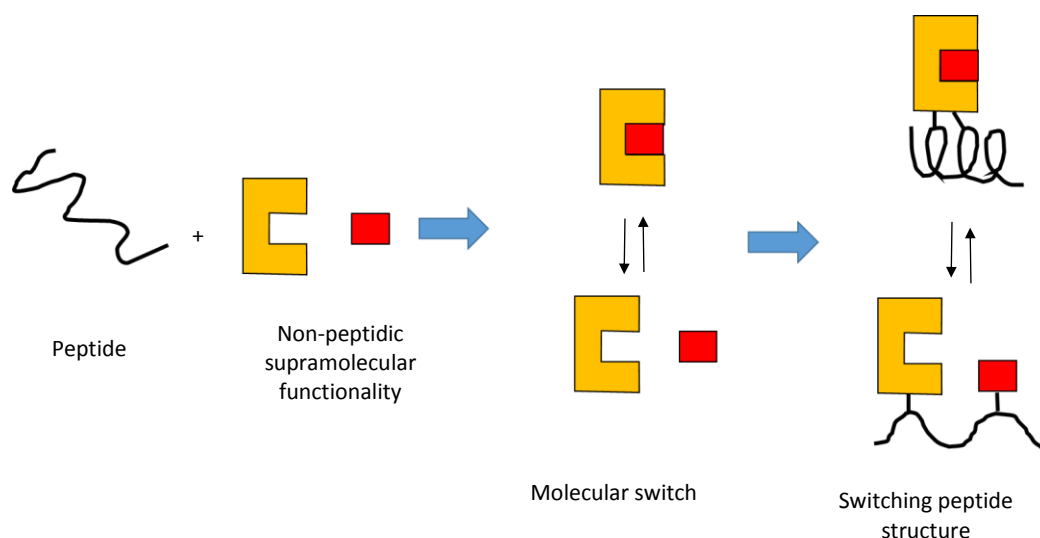 +
Peptide
Non-peptidic
supramolecular
functionality
Molecular switch
Switching peptide
structure